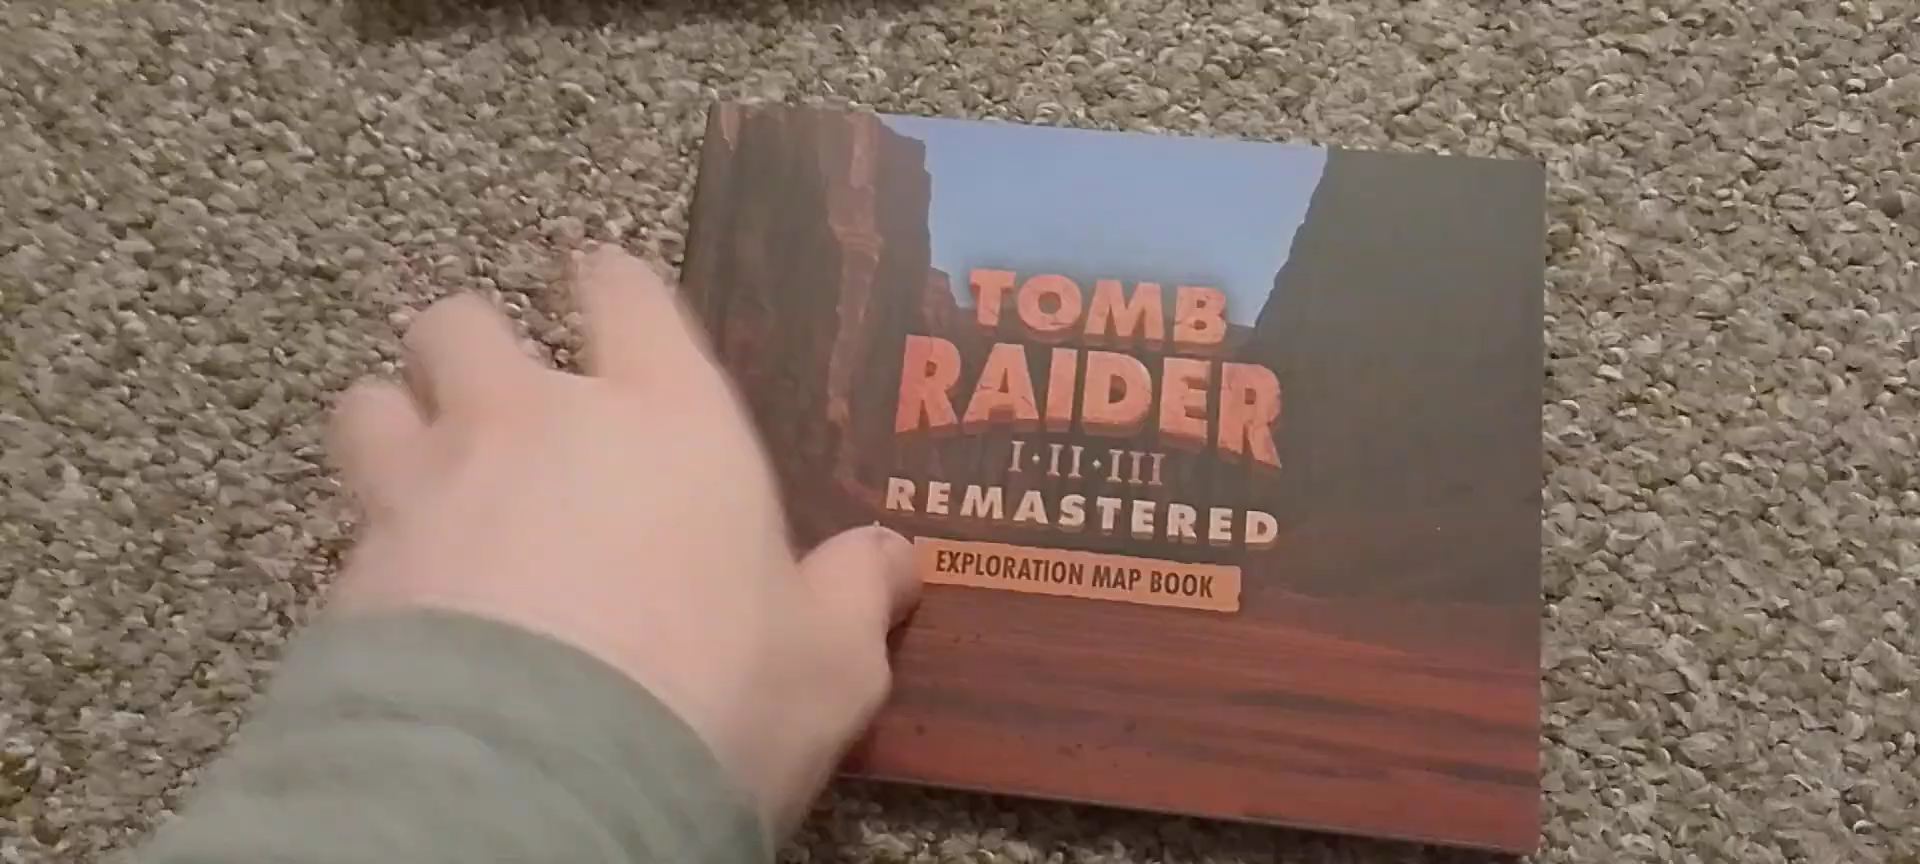 TOMB
RAIDER
I·II·III
REMASTERED
EXPLORATION MAP BOOK